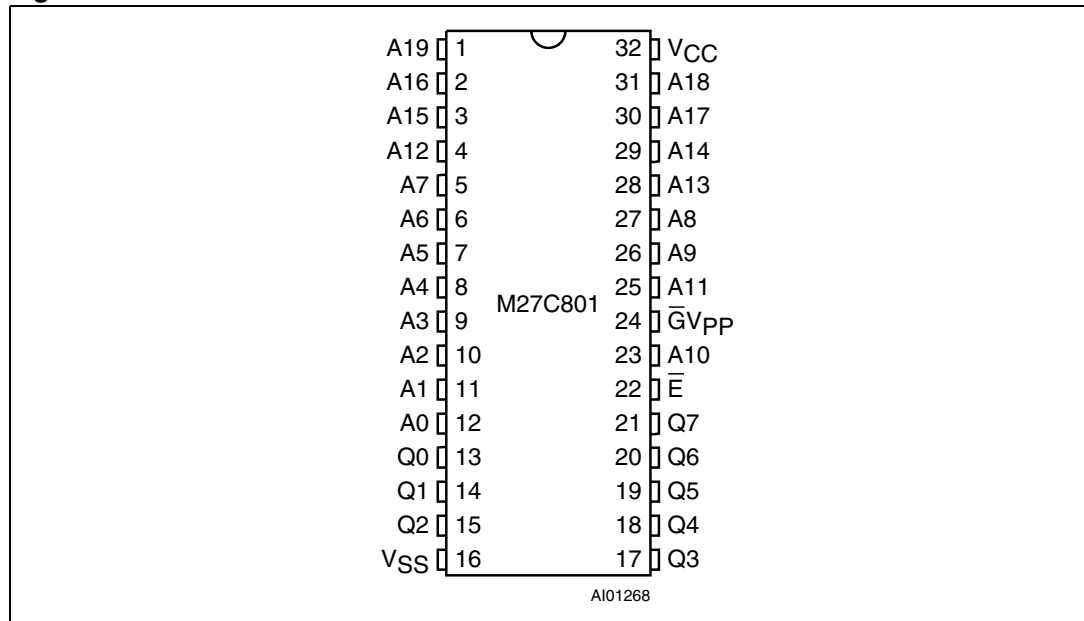 A19 1 32 VCC
A16 2 31 A18
A15 3 30 A17
A12 4 29 A14
A7 5 28 A13
A6 6 27 A8
A5 7 26 A9
A4 8 25 A11
M27C801
A3 9 24 G̅VPP
A2 10 23 A10
A1 11 22 E̅
A0 12 21 Q7
Q0 13 20 Q6
Q1 14 19 Q5
Q2 15 18 Q4
VSS 16 17 Q3
AI01268